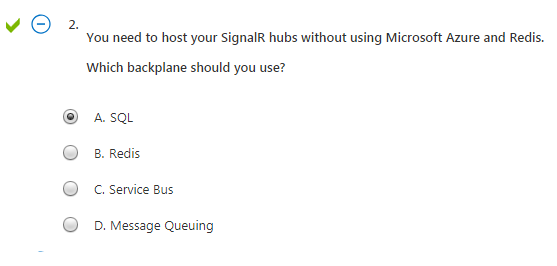 2.
You need to host your SignalR hubs without using Microsoft Azure and Redis.
Which backplane should you use?
A. SQL
B. Redis
C. Service Bus
D. Message Queuing